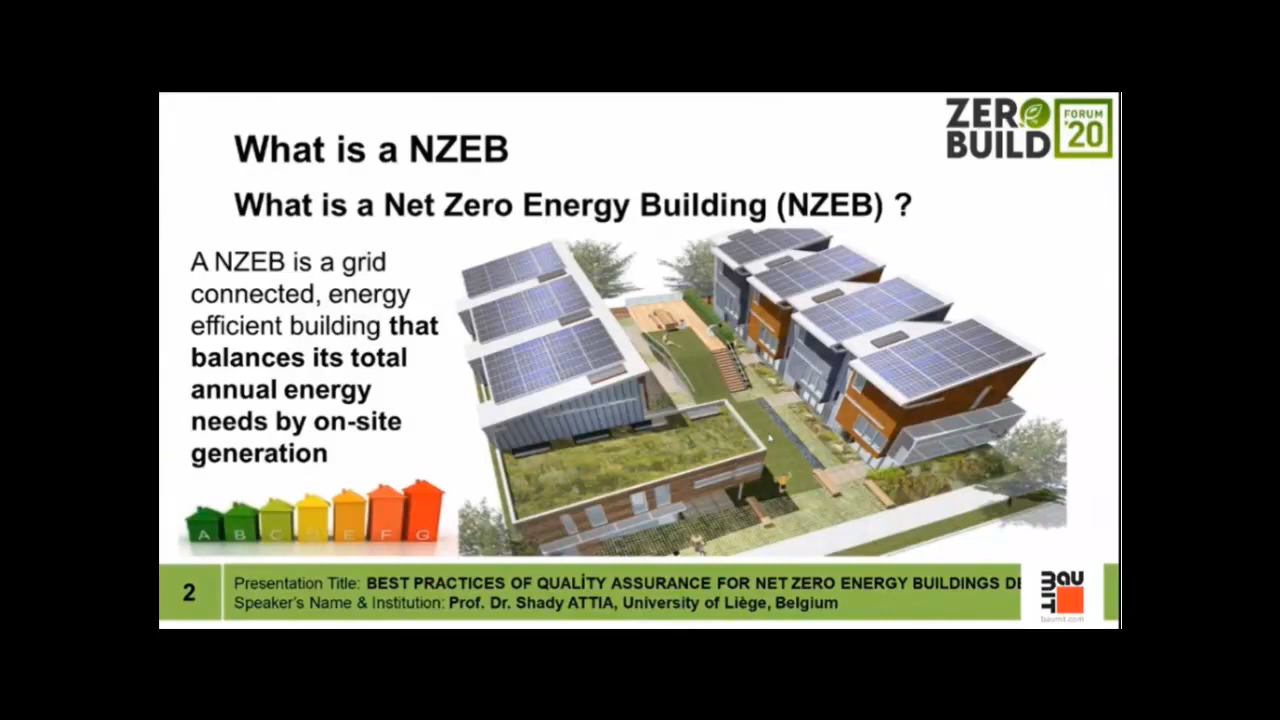 ZERO
BUILD
FORUM
'20
What is a NZEB
What is a Net Zero Energy Building (NZEB) ?
A NZEB is a grid
connected, energy
efficient building that
balances its total
annual energy
needs by on-site
generation
A B C D E F G
2
Presentation Title: BEST PRACTICES OF QUALİTY ASSURANCE FOR NET ZERO ENERGY BUILDINGS DE
Speaker's Name & Institution: Prof. Dr. Shady ATTIA, University of Liège, Belgium
bauMIT
baumit.com